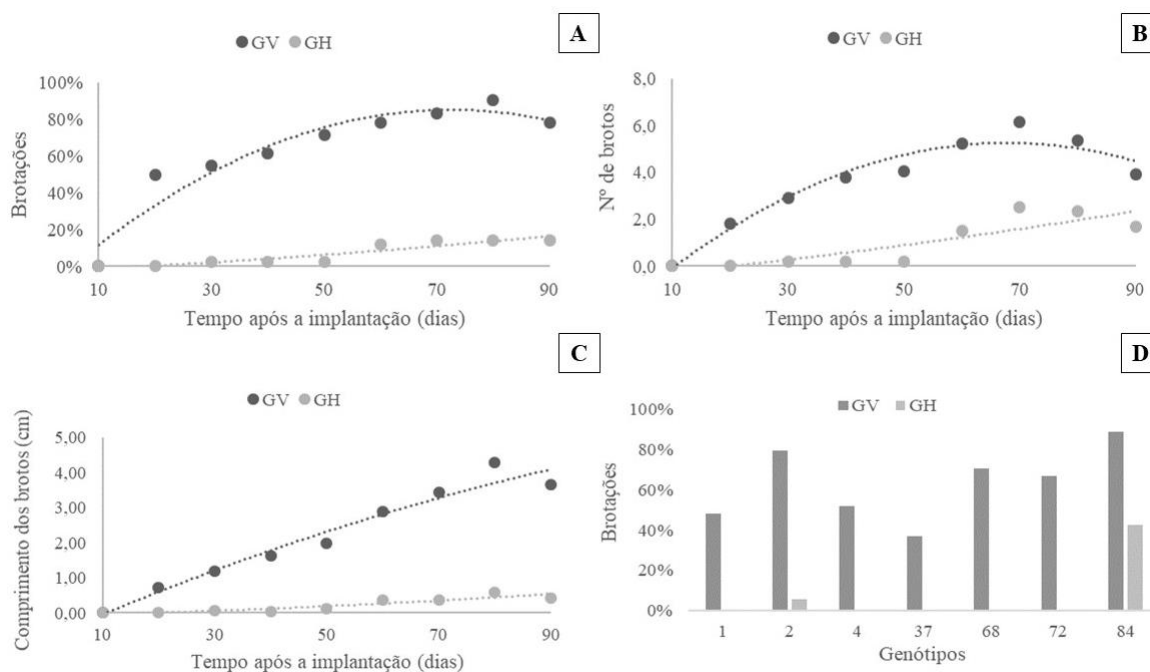 A
GV GH
100%
80%
60%
40%
20%
0%
Brotações
10 30 50 70 90
Tempo após a implantação (dias)
B
GV GH
8,0
6,0
4,0
2,0
0,0
Nº de brotos
10 30 50 70 90
Tempo após a implantação (dias)
C
GV GH
5,00
4,00
3,00
2,00
1,00
0,00
Comprimento dos brotos (cm)
10 30 50 70 90
Tempo após a implantação (dias)
D
GV GH
100%
80%
60%
40%
20%
0%
Brotações
1 2 4 37 68 72 84
Genótipos